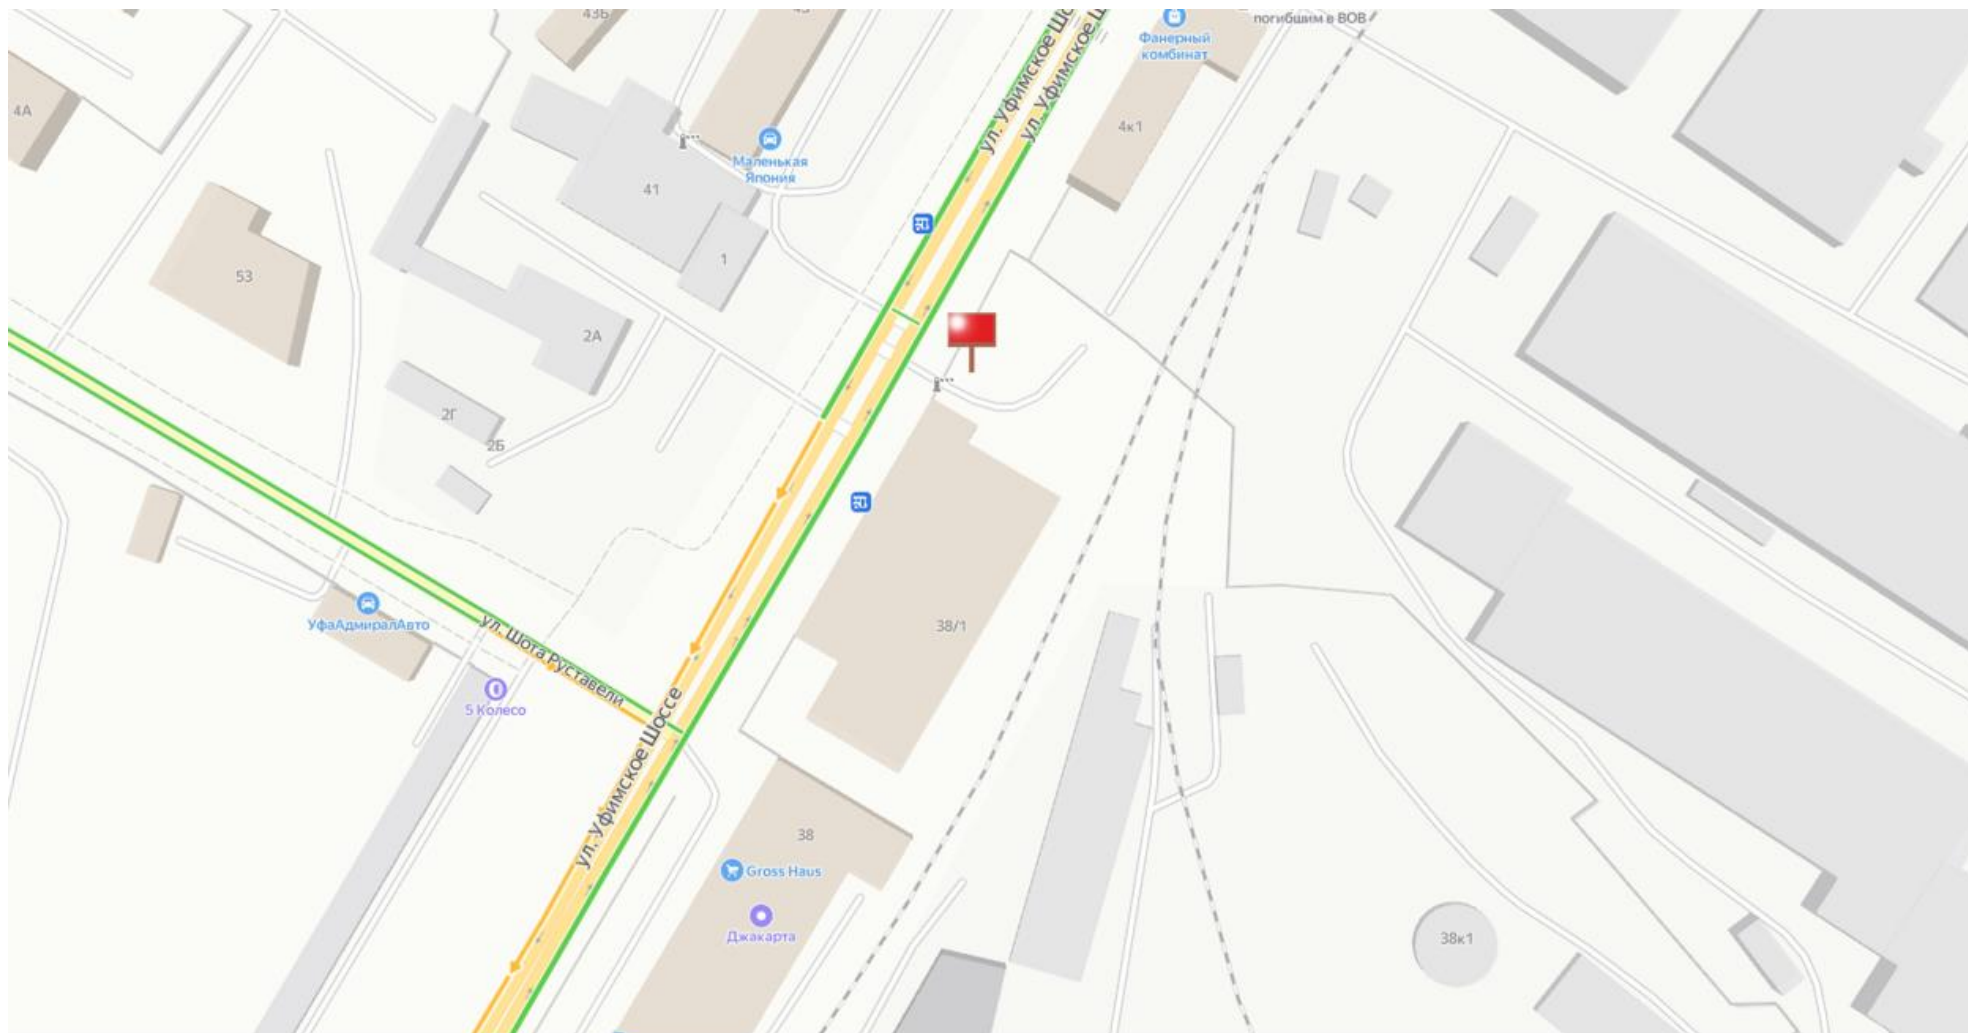 43Б
погибшим в ВОВ
ул. Уфимское Шо
ул. Уфимское Ш
Фанерный
комбинат
4А
4к1
Маленькая
Япония
41
1
53
2А
2Г
2Б
УфаАдмиралАвто
ул. Шота Руставели
38/1
5 Колесо
ул. Уфимское Шоссе
38
Gross Haus
Джакарта
38к1